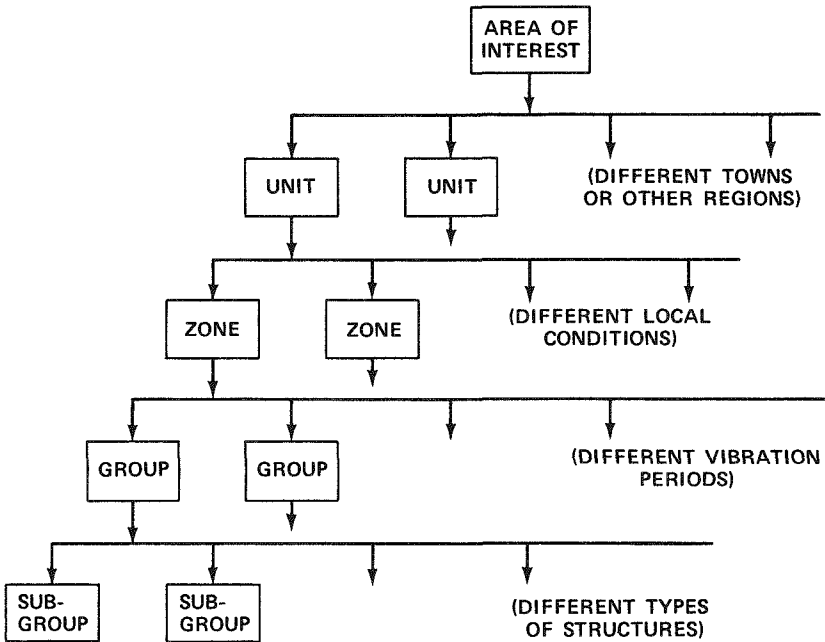 AREA OF
INTEREST
UNIT
UNIT
(DIFFERENT TOWNS
OR OTHER REGIONS)
ZONE
ZONE
(DIFFERENT LOCAL
CONDITIONS)
GROUP
GROUP
(DIFFERENT VIBRATION
PERIODS)
SUB-
GROUP
SUB-
GROUP
(DIFFERENT TYPES
OF STRUCTURES)